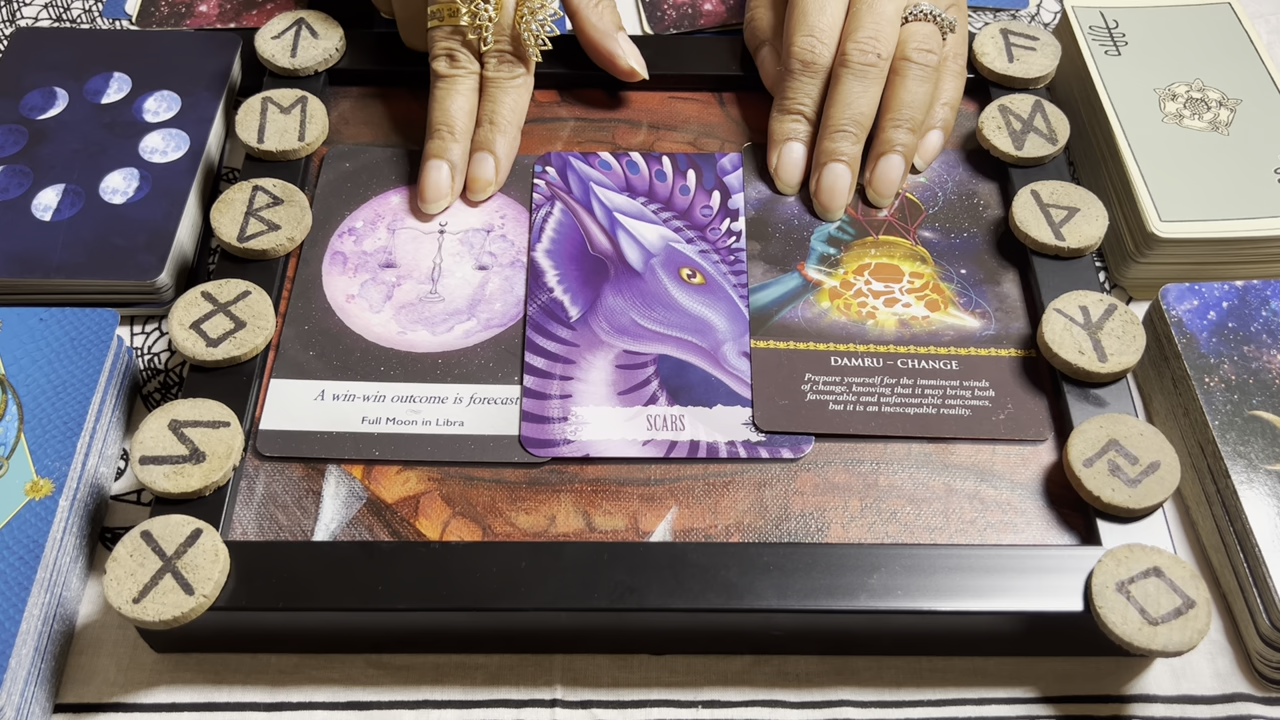 ᛏ
ᛖ
ᛒ
ᛟ
ᛊ
ᚷ
ᚨ
ᛞ
ᚦ
ᛉ
ᛃ
ᛜ
A win-win outcome is forecast
Full Moon in Libra
SCARS
DAMRU – CHANGE
Prepare yourself for the imminent winds
of change, knowing that it may bring both
favourable and unfavourable outcomes,
but it is an inescapable reality.